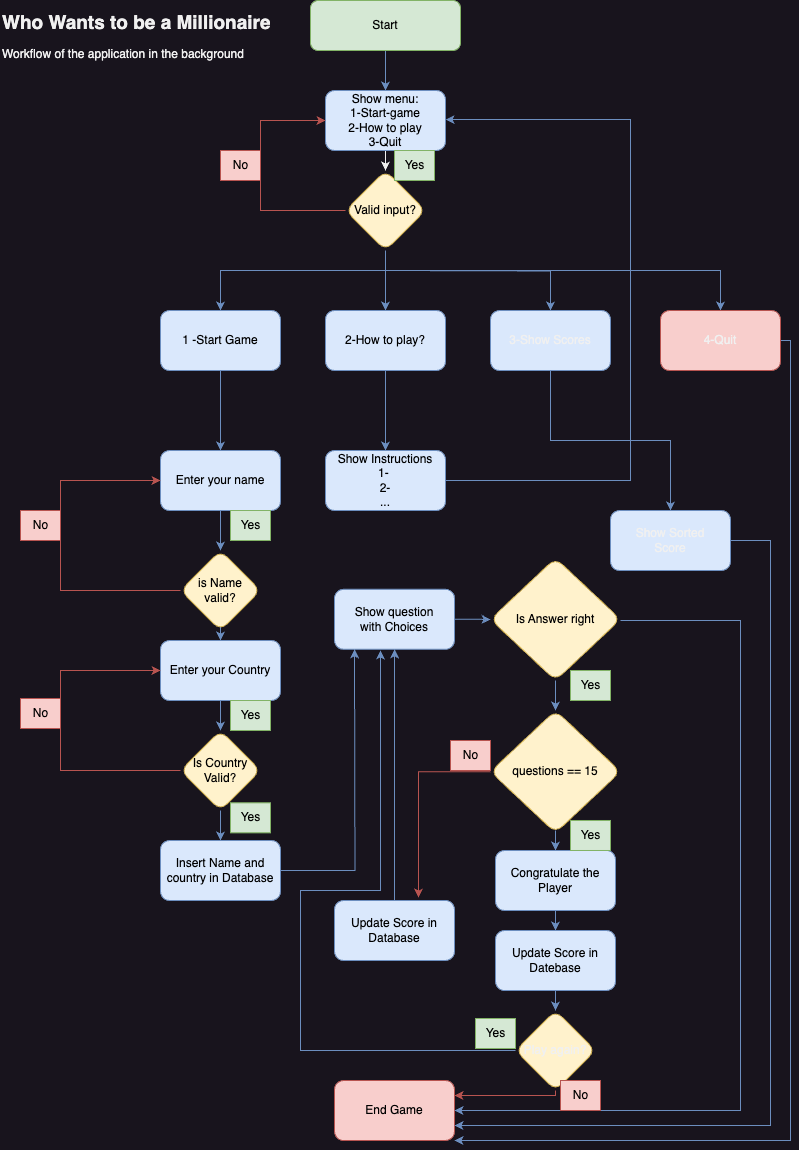 Who Wants to be a Millionaire
Workflow of the application in the background
Start
Show menu:
1-Start-game
2-How to play
3-Quit
No
Yes
Valid input?
1 -Start Game
2-How to play?
3-Show Scores
4-Quit
Enter your name
Show Instructions
1-
2-
...
No
Yes
Show Sorted
Score
is Name
valid?
Show question
with Choices
Is Answer right
Enter your Country
Yes
No
Yes
Is Country
Valid?
No
questions == 15
Yes
Yes
Insert Name and
country in Database
Congratulate the
Player
Update Score in
Database
Update Score in
Datebase
Yes
No
End Game